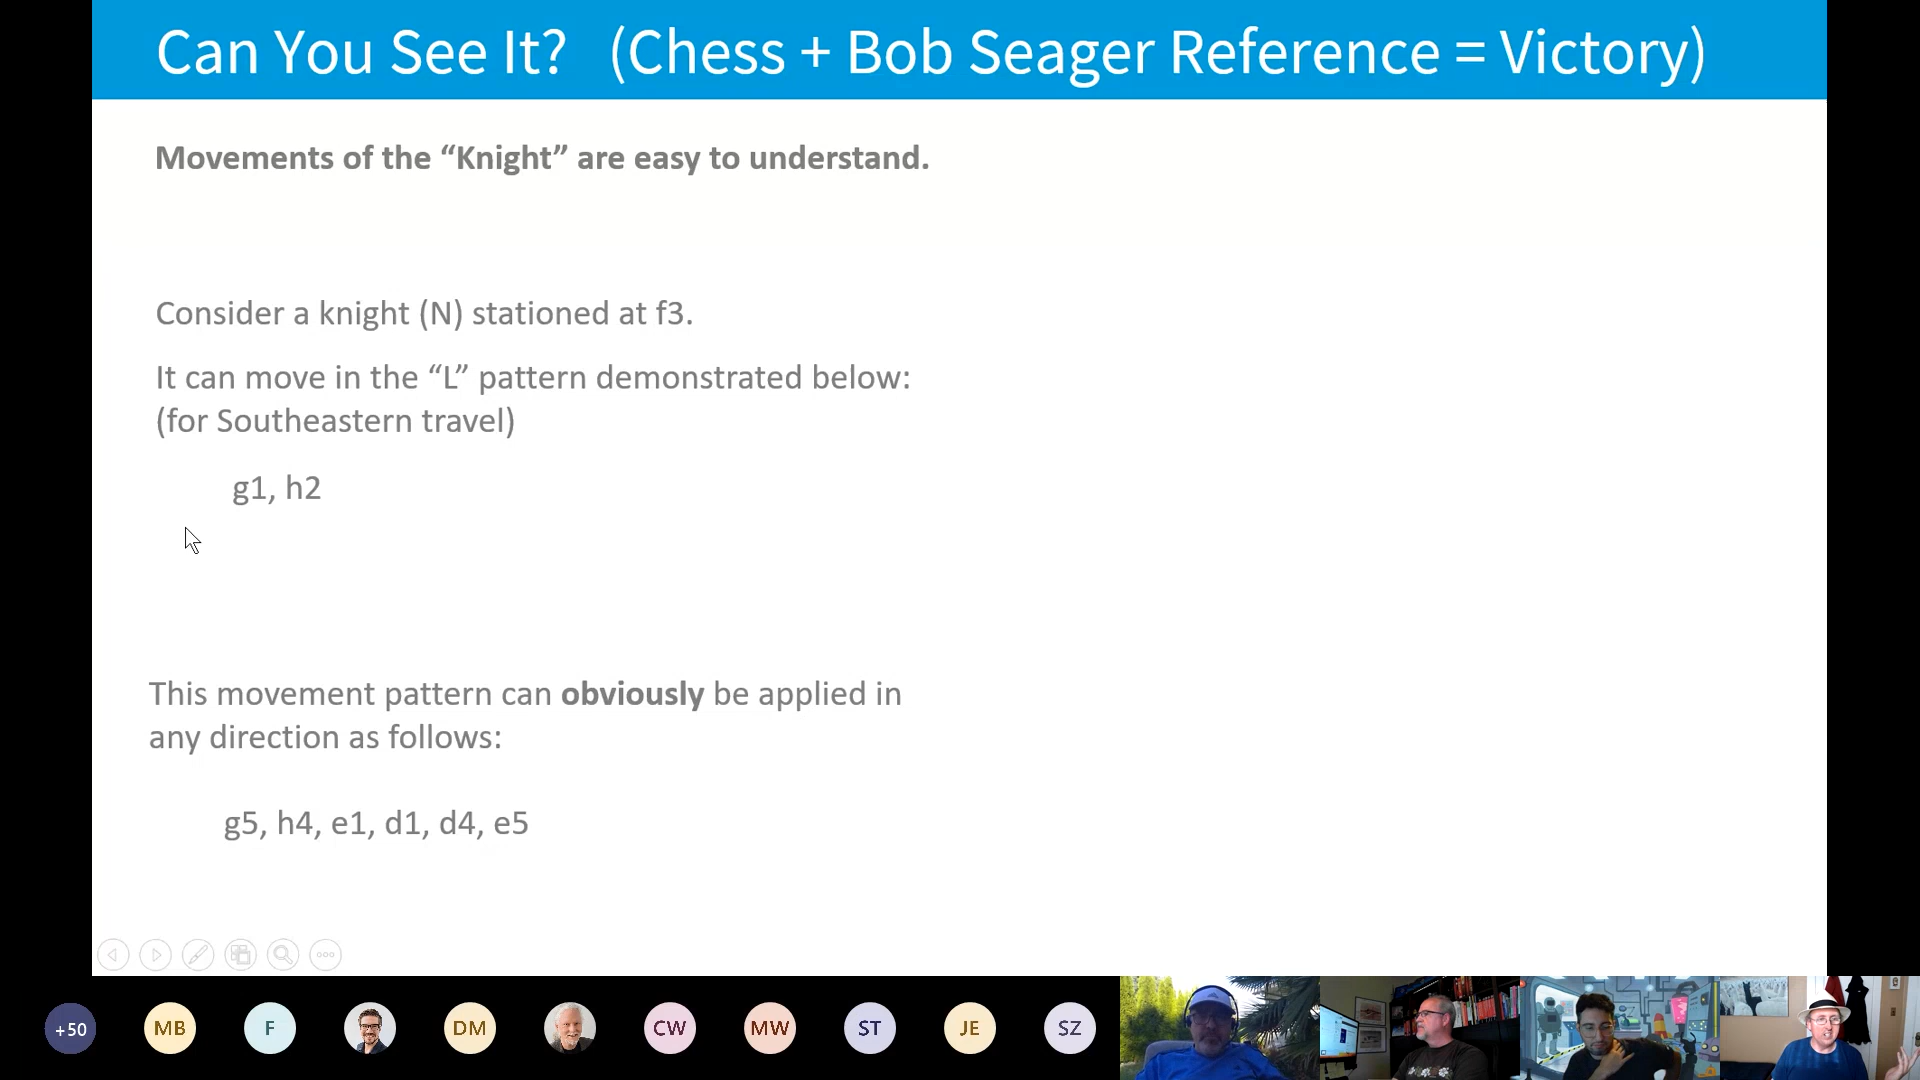 Can You See It? (Chess + Bob Seager Reference = Victory)
Movements of the “Knight” are easy to understand.
Consider a knight (N) stationed at f3.
It can move in the “L” pattern demonstrated below:
(for Southeastern travel)
g1, h2
This movement pattern can obviously be applied in
any direction as follows:
g5, h4, e1, d1, d4, e5
+50
MB
F
DM
CW
MW
ST
JE
SZ